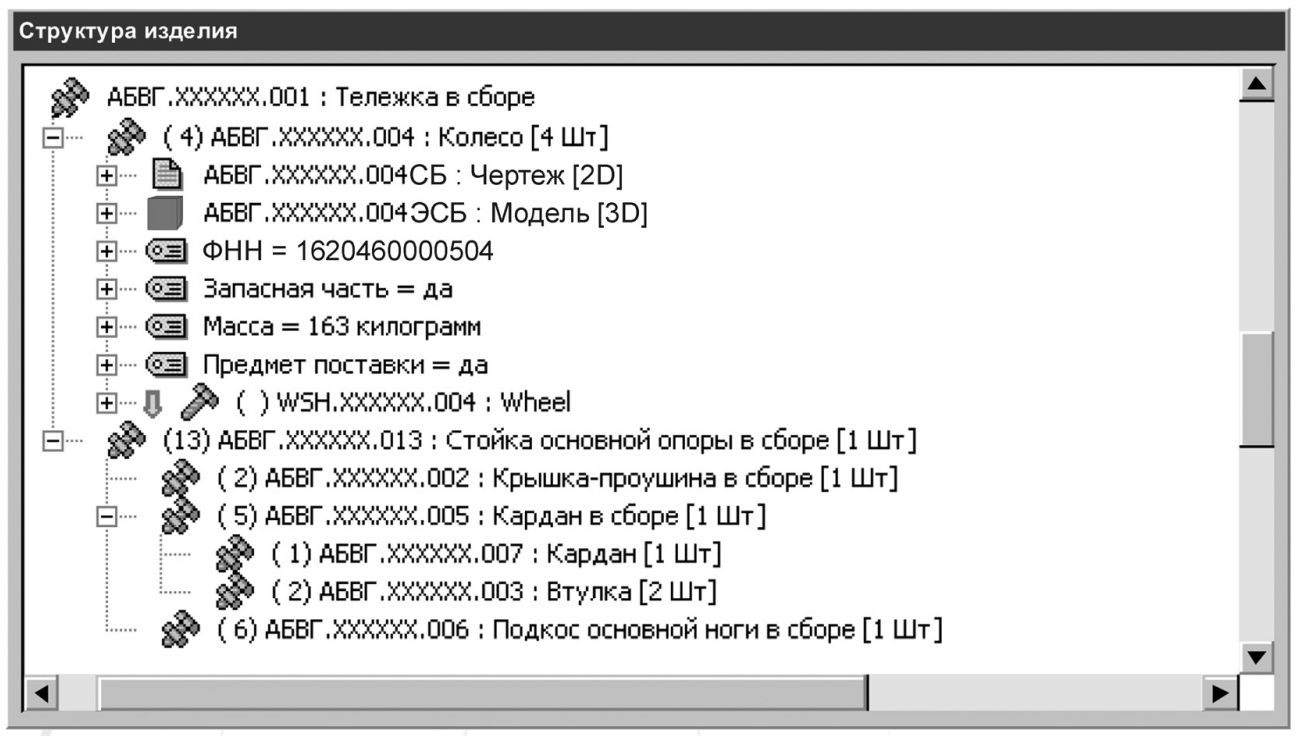 Структура изделия
АБВГ.XXXXXX.001 : Тележка в сборе
( 4) АБВГ.XXXXXX.004 : Колесо [4 Шт]
АБВГ.XXXXXX.004СБ : Чертеж [2D]
АБВГ.XXXXXX.004ЭСБ : Модель [3D]
ФНН = 1620460000504
Запасная часть = да
Масса = 163 килограмм
Предмет поставки = да
( ) WSH.XXXXXX.004 : Wheel
(13) АБВГ.XXXXXX.013 : Стойка основной опоры в сборе [1 Шт]
( 2) АБВГ.XXXXXX.002 : Крышка-проушина в сборе [1 Шт]
( 5) АБВГ.XXXXXX.005 : Кардан в сборе [1 Шт]
( 1) АБВГ.XXXXXX.007 : Кардан [1 Шт]
( 2) АБВГ.XXXXXX.003 : Втулка [2 Шт]
( 6) АБВГ.XXXXXX.006 : Подкос основной ноги в сборе [1 Шт]